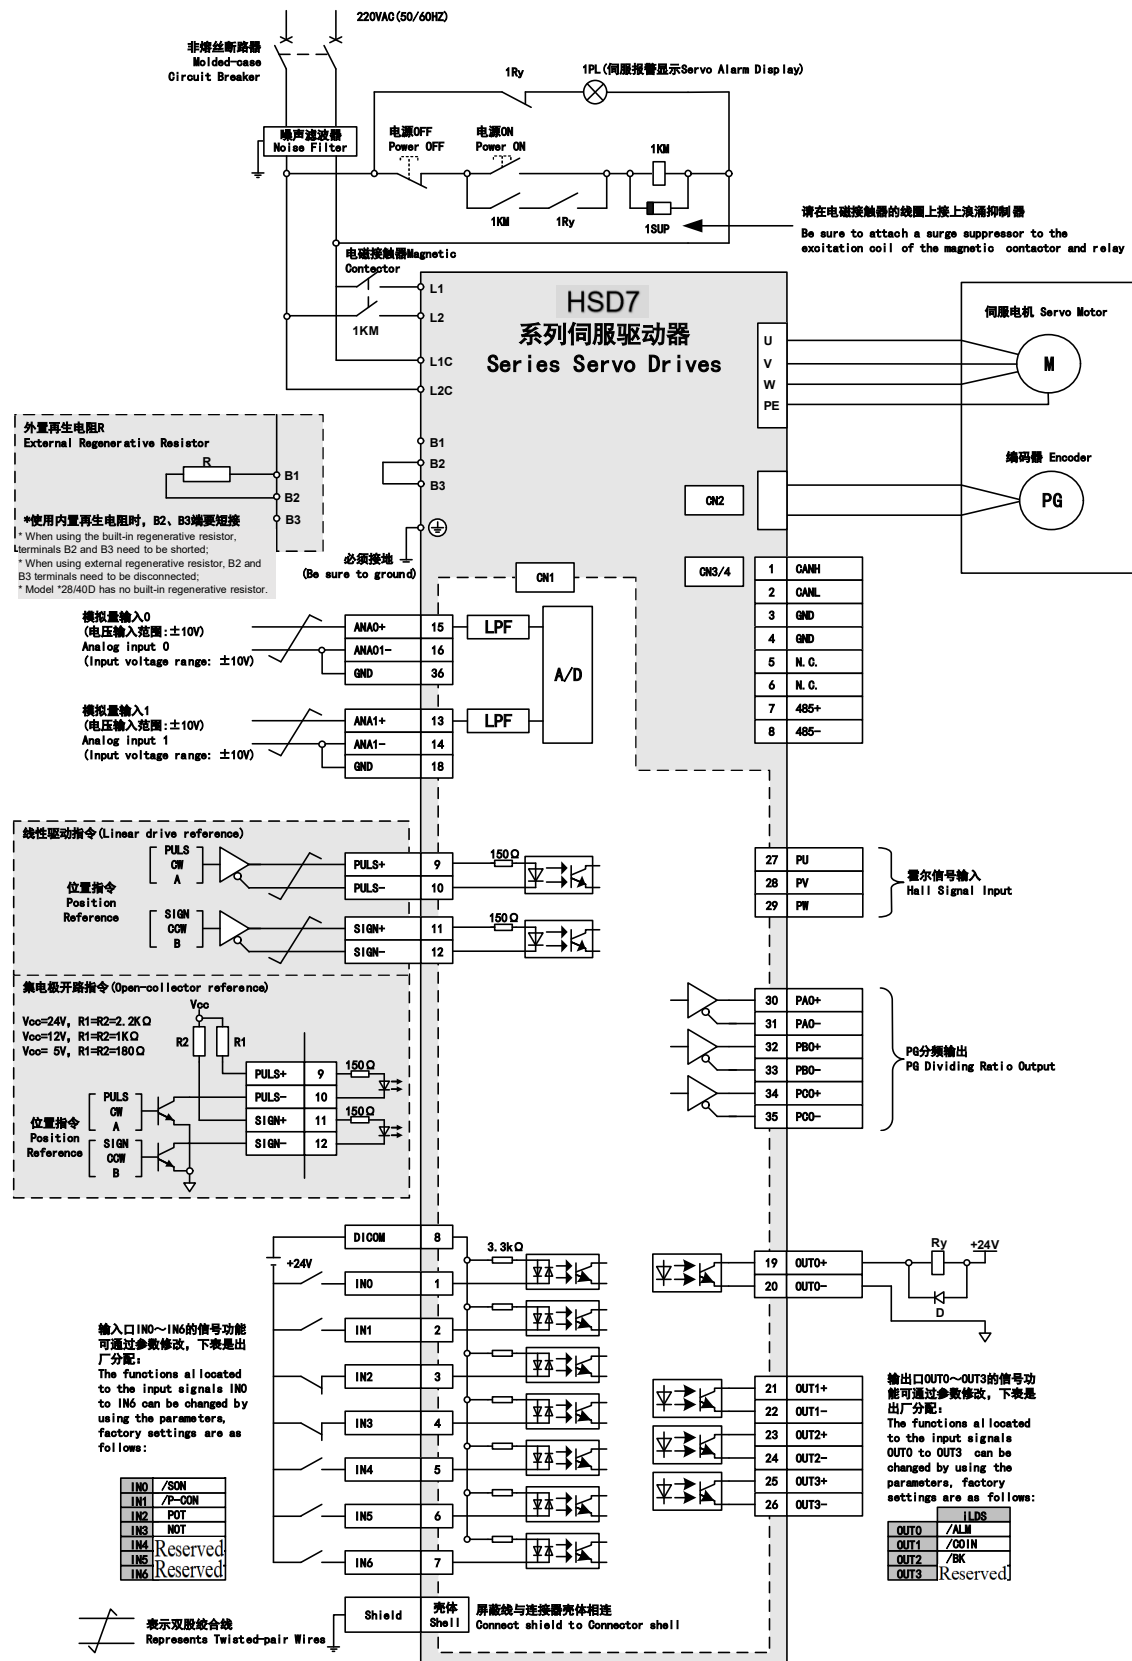 220VAC(50/60HZ)
非熔丝断路器
Molded-case
Circuit Breaker
1Ry
1PL(伺服报警显示Servo Alarm Display)
噪声滤波器
Noise Filter
电源OFF
Power OFF
电源ON
Power ON
1KM
1KM
1Ry
1SUP
请在电磁接触器的线圈上接上浪涌抑制器
Be sure to attach a surge suppressor to the
excitation coil of the magnetic contactor and relay
电磁接触器Magnetic
Contector
1KM
L1
L2
L1C
L2C
B1
B2
B3
HSD7
系列伺服驱动器
Series Servo Drives
U
V
W
PE
伺服电机 Servo Motor
M
编码器 Encoder
PG
CN2
外置再生电阻R
External Regenerative Resistor
R
B1
B2
B3
*使用内置再生电阻时，B2、B3端要短接
* When using the built-in regenerative resistor,
terminals B2 and B3 need to be shorted;
* When using external regenerative resistor, B2 and
B3 terminals need to be disconnected;
* Model *28/40D has no built-in regenerative resistor.
必须接地
(Be sure to ground)
CN1
CN3/4
1 CANH
2 CANL
3 GND
4 GND
5 N.C.
6 N.C.
7 485+
8 485-
模拟量输入0
(电压输入范围:±10V)
Analog input 0
(Input voltage range: ±10V)
ANA0+ 15
ANA01- 16
GND 36
LPF
A/D
模拟量输入1
(电压输入范围:±10V)
Analog input 1
(Input voltage range: ±10V)
ANA1+ 13
ANA1- 14
GND 18
LPF
线性驱动指令(Linear drive reference)
位置指令
Position
Reference
PULS
CW
A
SIGN
CCW
B
PULS+ 9
PULS- 10
SIGN+ 11
SIGN- 12
150Ω
150Ω
27 PU
28 PV
29 PW
霍尔信号输入
Hall Signal Input
集电极开路指令(Open-collector reference)
Vcc
Vcc=24V, R1=R2=2.2KΩ
Vcc=12V, R1=R2=1KΩ
Vcc= 5V, R1=R2=180Ω
R2
R1
PULS+ 9
PULS- 10
SIGN+ 11
SIGN- 12
150Ω
150Ω
位置指令
Position
Reference
PULS
CW
A
SIGN
CCW
B
30 PAO+
31 PAO-
32 PBO+
33 PBO-
34 PCO+
35 PCO-
PG分频输出
PG Dividing Ratio Output
DICOM 8
+24V
IN0 1
IN1 2
IN2 3
IN3 4
IN4 5
IN5 6
IN6 7
3.3kΩ
19 OUT0+
20 OUT0-
Ry
+24V
D
21 OUT1+
22 OUT1-
23 OUT2+
24 OUT2-
25 OUT3+
26 OUT3-
输入口IN0～IN6的信号功能
可通过参数修改，下表是出
厂分配：
The functions allocated
to the input signals IN0
to IN6 can be changed by
using the parameters,
factory settings are as
follows:
IN0 /SON
IN1 /P-CON
IN2 POT
IN3 NOT
IN4 Reserved
IN5
IN6 Reserved
输出口OUT0～OUT3的信号功
能可通过参数修改，下表是
出厂分配：
The functions allocated
to the input signals
OUT0 to OUT3 can be
changed by using the
parameters, factory
settings are as follows:
iLDS
OUT0 /ALM
OUT1 /COIN
OUT2 /BK
OUT3 Reserved
Shield
壳体
Shell
屏蔽线与连接器壳体相连
Connect shield to Connector shell
表示双股绞合线
Represents Twisted-pair Wires